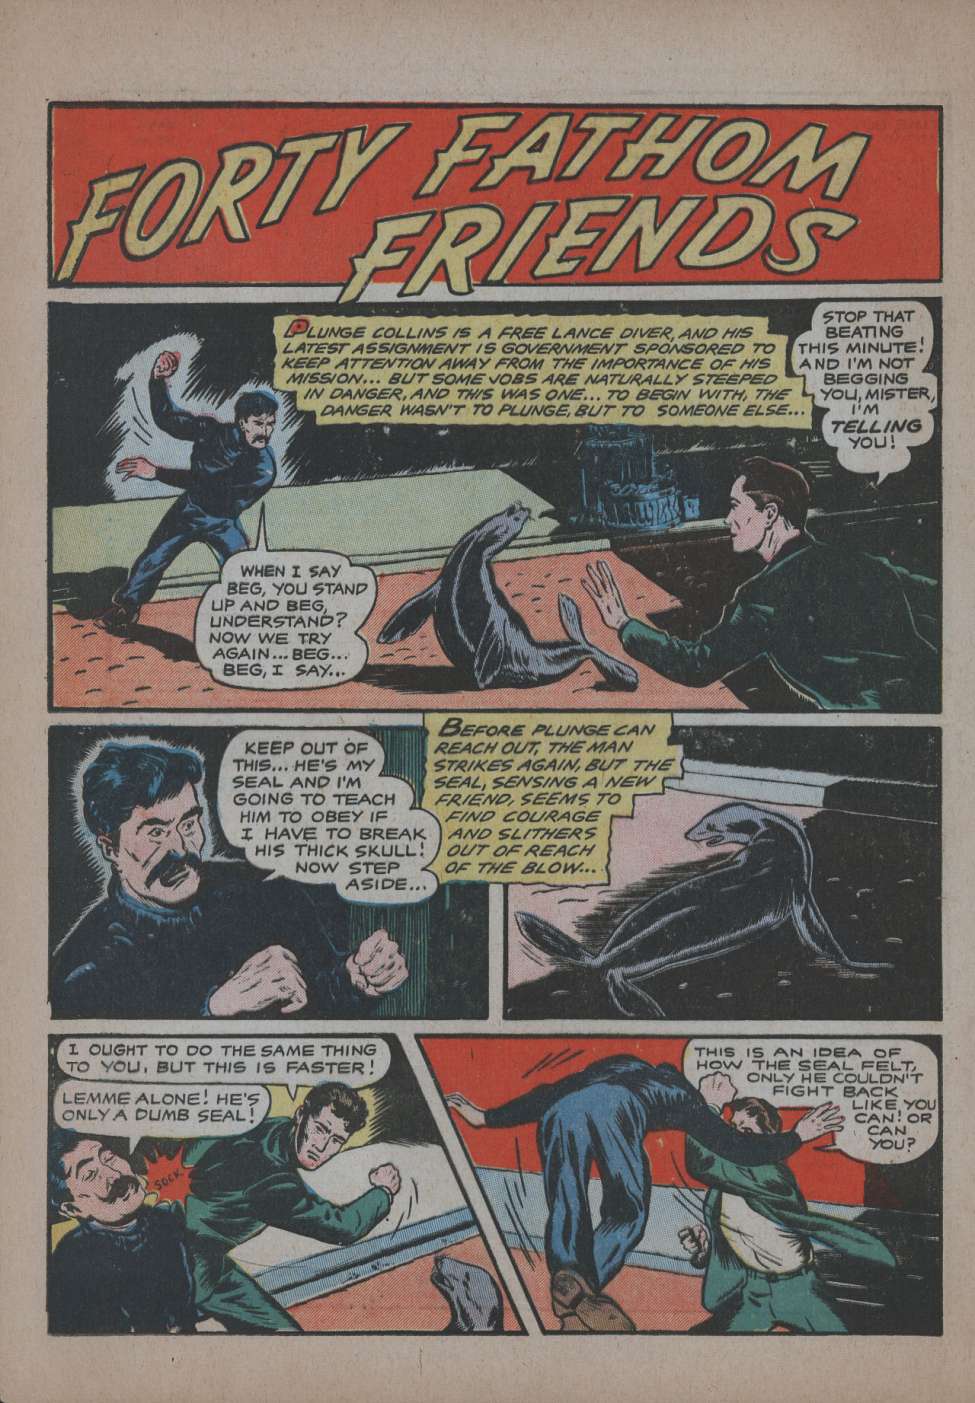 FORTY FATHOM
FRIENDS
PLUNGE COLLINS IS A FREE LANCE DIVER, AND HIS
LATEST ASSIGNMENT IS GOVERNMENT SPONSORED TO
KEEP ATTENTION AWAY FROM THE IMPORTANCE OF HIS
MISSION... BUT SOME JOBS ARE NATURALLY STEEPED
IN DANGER, AND THIS WAS ONE... TO BEGIN WITH, THE
DANGER WASN'T TO PLUNGE, BUT TO SOMEONE ELSE...
STOP THAT
BEATING
THIS MINUTE!
AND I'M NOT
BEGGING
YOU, MISTER,
I'M
TELLING
YOU!
WHEN I SAY
BEG, YOU STAND
UP AND BEG,
UNDERSTAND?
NOW WE TRY
AGAIN...BEG...
BEG, I SAY...
KEEP OUT OF
THIS... HE'S MY
SEAL AND I'M
GOING TO TEACH
HIM TO OBEY IF
I HAVE TO BREAK
HIS THICK SKULL!
NOW STEP
ASIDE...
BEFORE PLUNGE CAN
REACH OUT, THE MAN
STRIKES AGAIN, BUT THE
SEAL, SENSING A NEW
FRIEND, SEEMS TO
FIND COURAGE
AND SLITHERS
OUT OF REACH
OF THE BLOW...
I OUGHT TO DO THE SAME THING
TO YOU, BUT THIS IS FASTER!
LEMME ALONE! HE'S
ONLY A DUMB SEAL!
SOCK
THIS IS AN IDEA OF
HOW THE SEAL FELT,
ONLY HE COULDN'T
FIGHT BACK
LIKE YOU
CAN! OR
CAN
YOU?